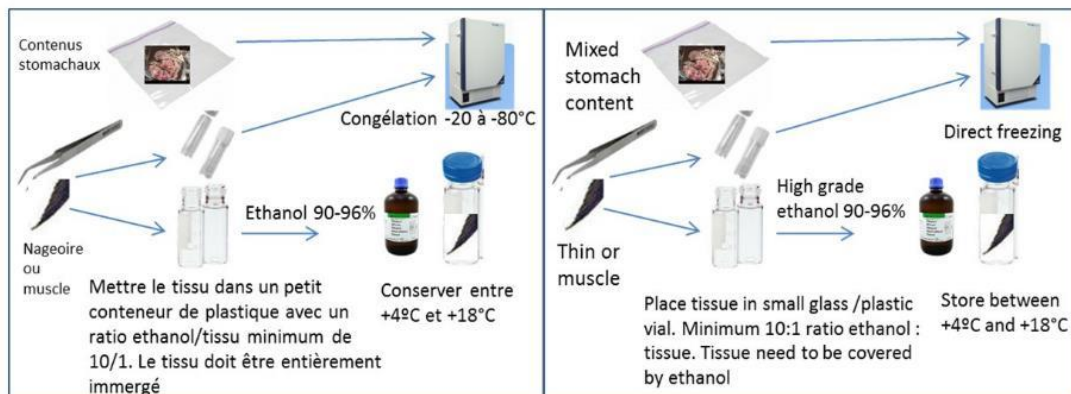 Contenus
stomachaux
Congélation -20 à -80°C
Ethanol 90-96%
Nageoire
ou
muscle
Mettre le tissu dans un petit
conteneur de plastique avec un
ratio ethanol/tissu minimum de
10/1. Le tissu doit être entièrement
immergé
Conserver entre
+4ºC et +18°C
Mixed
stomach
content
Direct freezing
High grade
ethanol 90-96%
Thin or
muscle
Place tissue in small glass /plastic
vial. Minimum 10:1 ratio ethanol :
tissue. Tissue need to be covered
by ethanol
Store between
+4ºC and +18°C